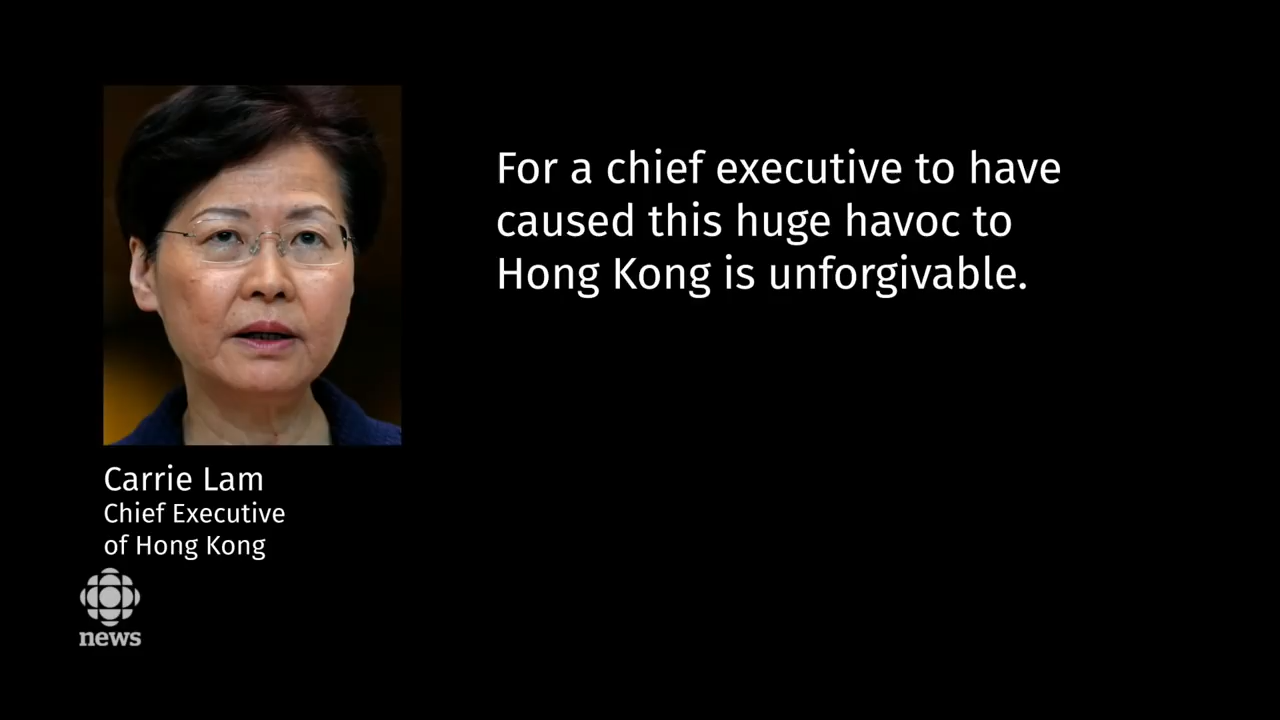 For a chief executive to have
caused this huge havoc to
Hong Kong is unforgivable.
Carrie Lam
Chief Executive
of Hong Kong
news